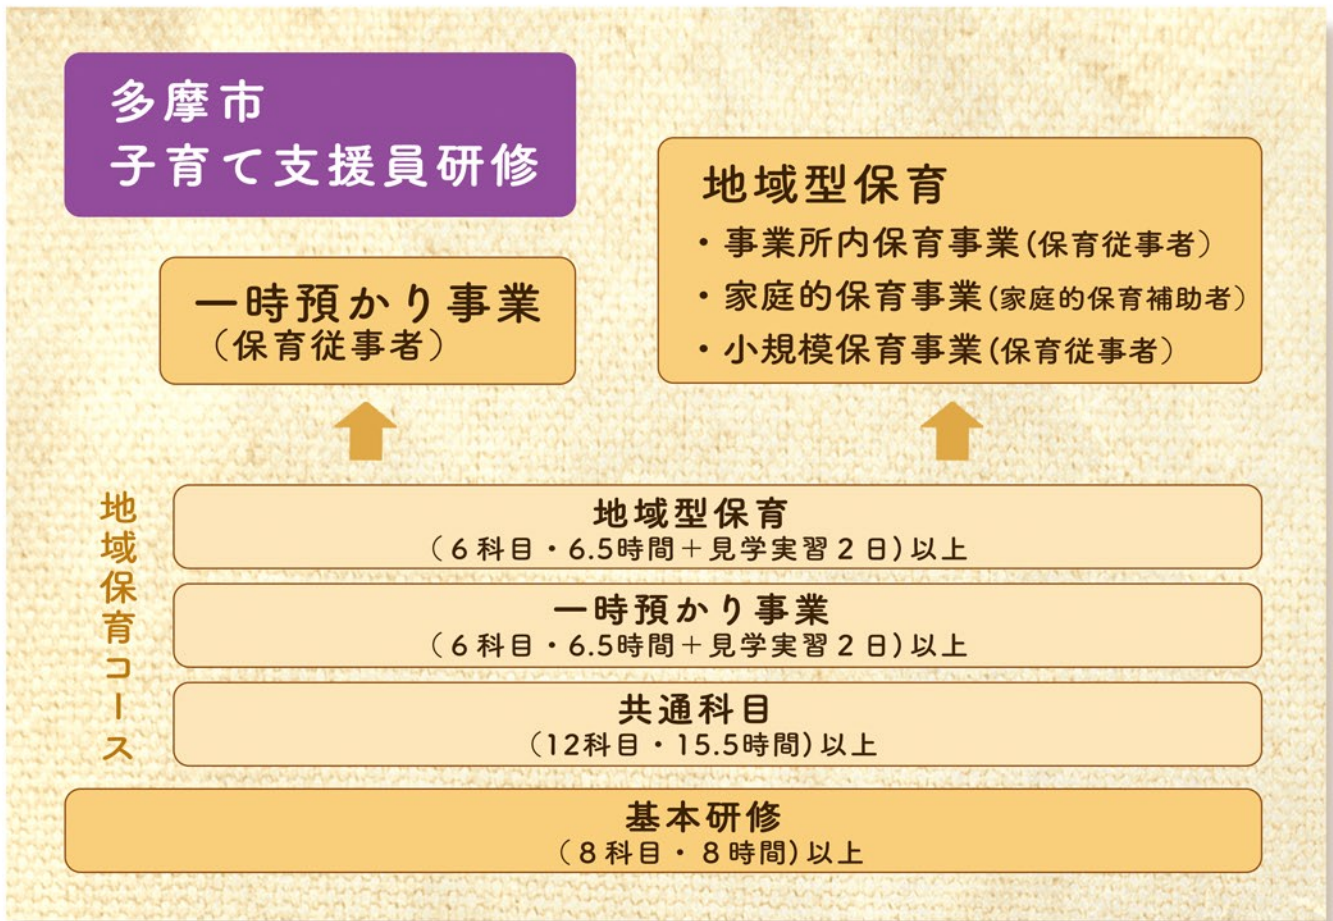 多摩市
子育て支援員研修
一時預かり事業
（保育従事者）
地域型保育
・事業所内保育事業(保育従事者）
・家庭的保育事業(家庭的保育補助者）
・小規模保育事業(保育従事者）
地域保育コース
地域型保育
（６科目・6.5時間＋見学実習２日)以上
一時預かり事業
（６科目・6.5時間＋見学実習２日)以上
共通科目
（12科目・15.5時間)以上
基本研修
（８科目・８時間)以上